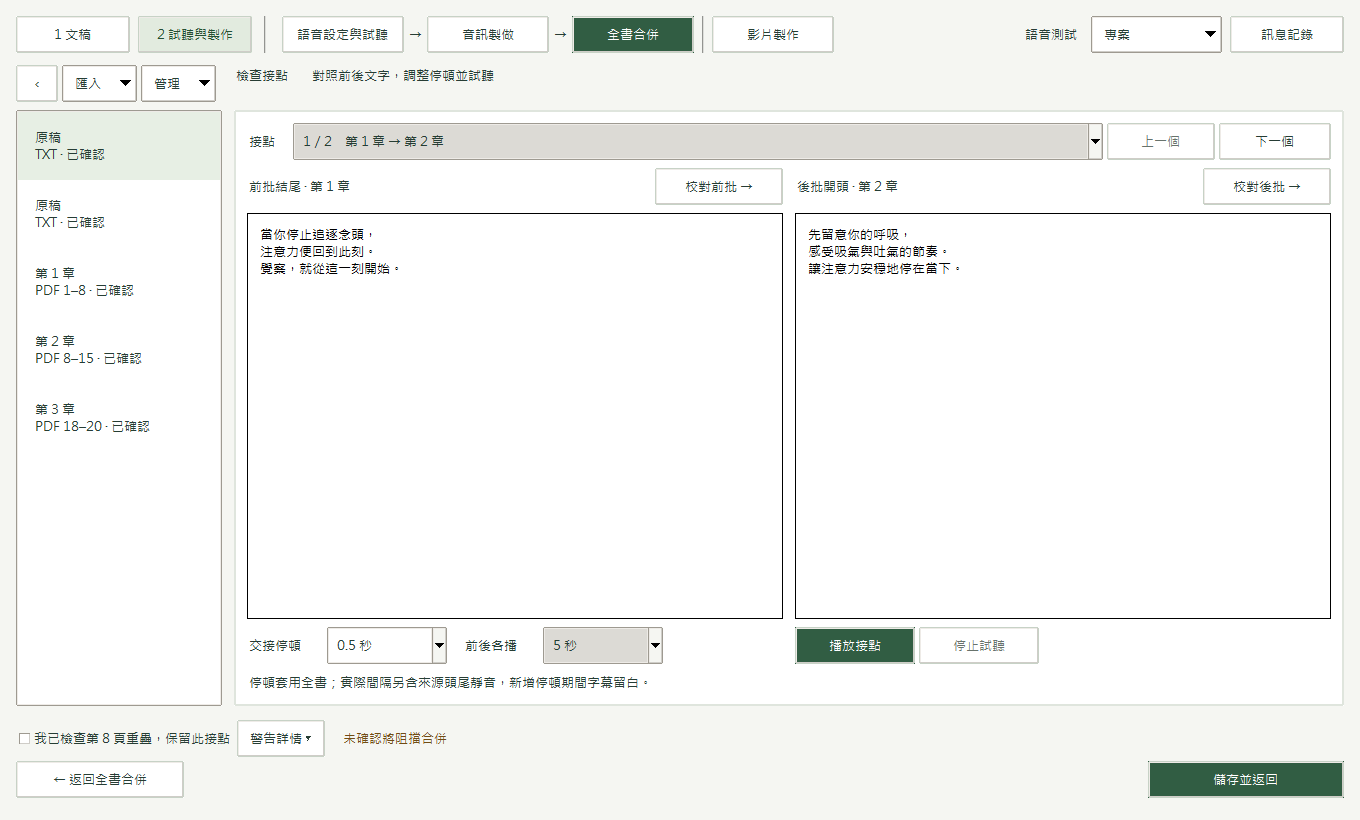 1 文稿
2 試聽與製作
語音設定與試聽
→
音訊製做
→
全書合併
影片製作
語音測試
專案
訊息記錄
‹
匯入
管理
檢查接點
對照前後文字，調整停頓並試聽
原稿
TXT · 已確認
原稿
TXT · 已確認
第 1 章
PDF 1–8 · 已確認
第 2 章
PDF 8–15 · 已確認
第 3 章
PDF 18–20 · 已確認
接點
1 / 2 第 1 章 → 第 2 章
上一個
下一個
前批結尾 · 第 1 章
校對前批 →
後批開頭 · 第 2 章
校對後批 →
當你停止追逐念頭，
注意力便回到此刻。
覺察，就從這一刻開始。
先留意你的呼吸，
感受吸氣與吐氣的節奏。
讓注意力安穩地停在當下。
交接停頓
0.5 秒
前後各播
5 秒
播放接點
停止試聽
停頓套用全書；實際間隔另含來源頭尾靜音，新增停頓期間字幕留白。
我已檢查第 8 頁重疊，保留此接點
警告詳情 ▾
未確認將阻擋合併
← 返回全書合併
儲存並返回